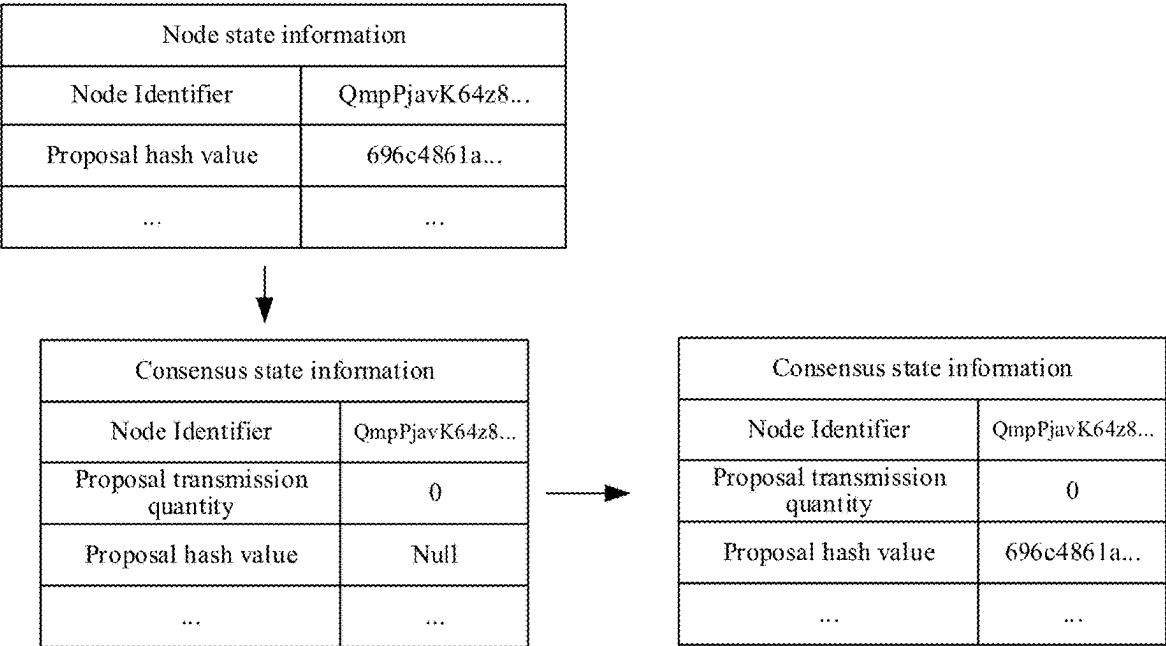 Node state information
Node Identifier QmpPjavK64z8...
Proposal hash value 696c4861a...
... ...
Consensus state information
Node Identifier QmpPjavK64z8...
Proposal transmission
quantity 0
Proposal hash value Null
... ...
Consensus state information
Node Identifier QmpPjavK64z8...
Proposal transmission
quantity 0
Proposal hash value 696c4861a...
... ...